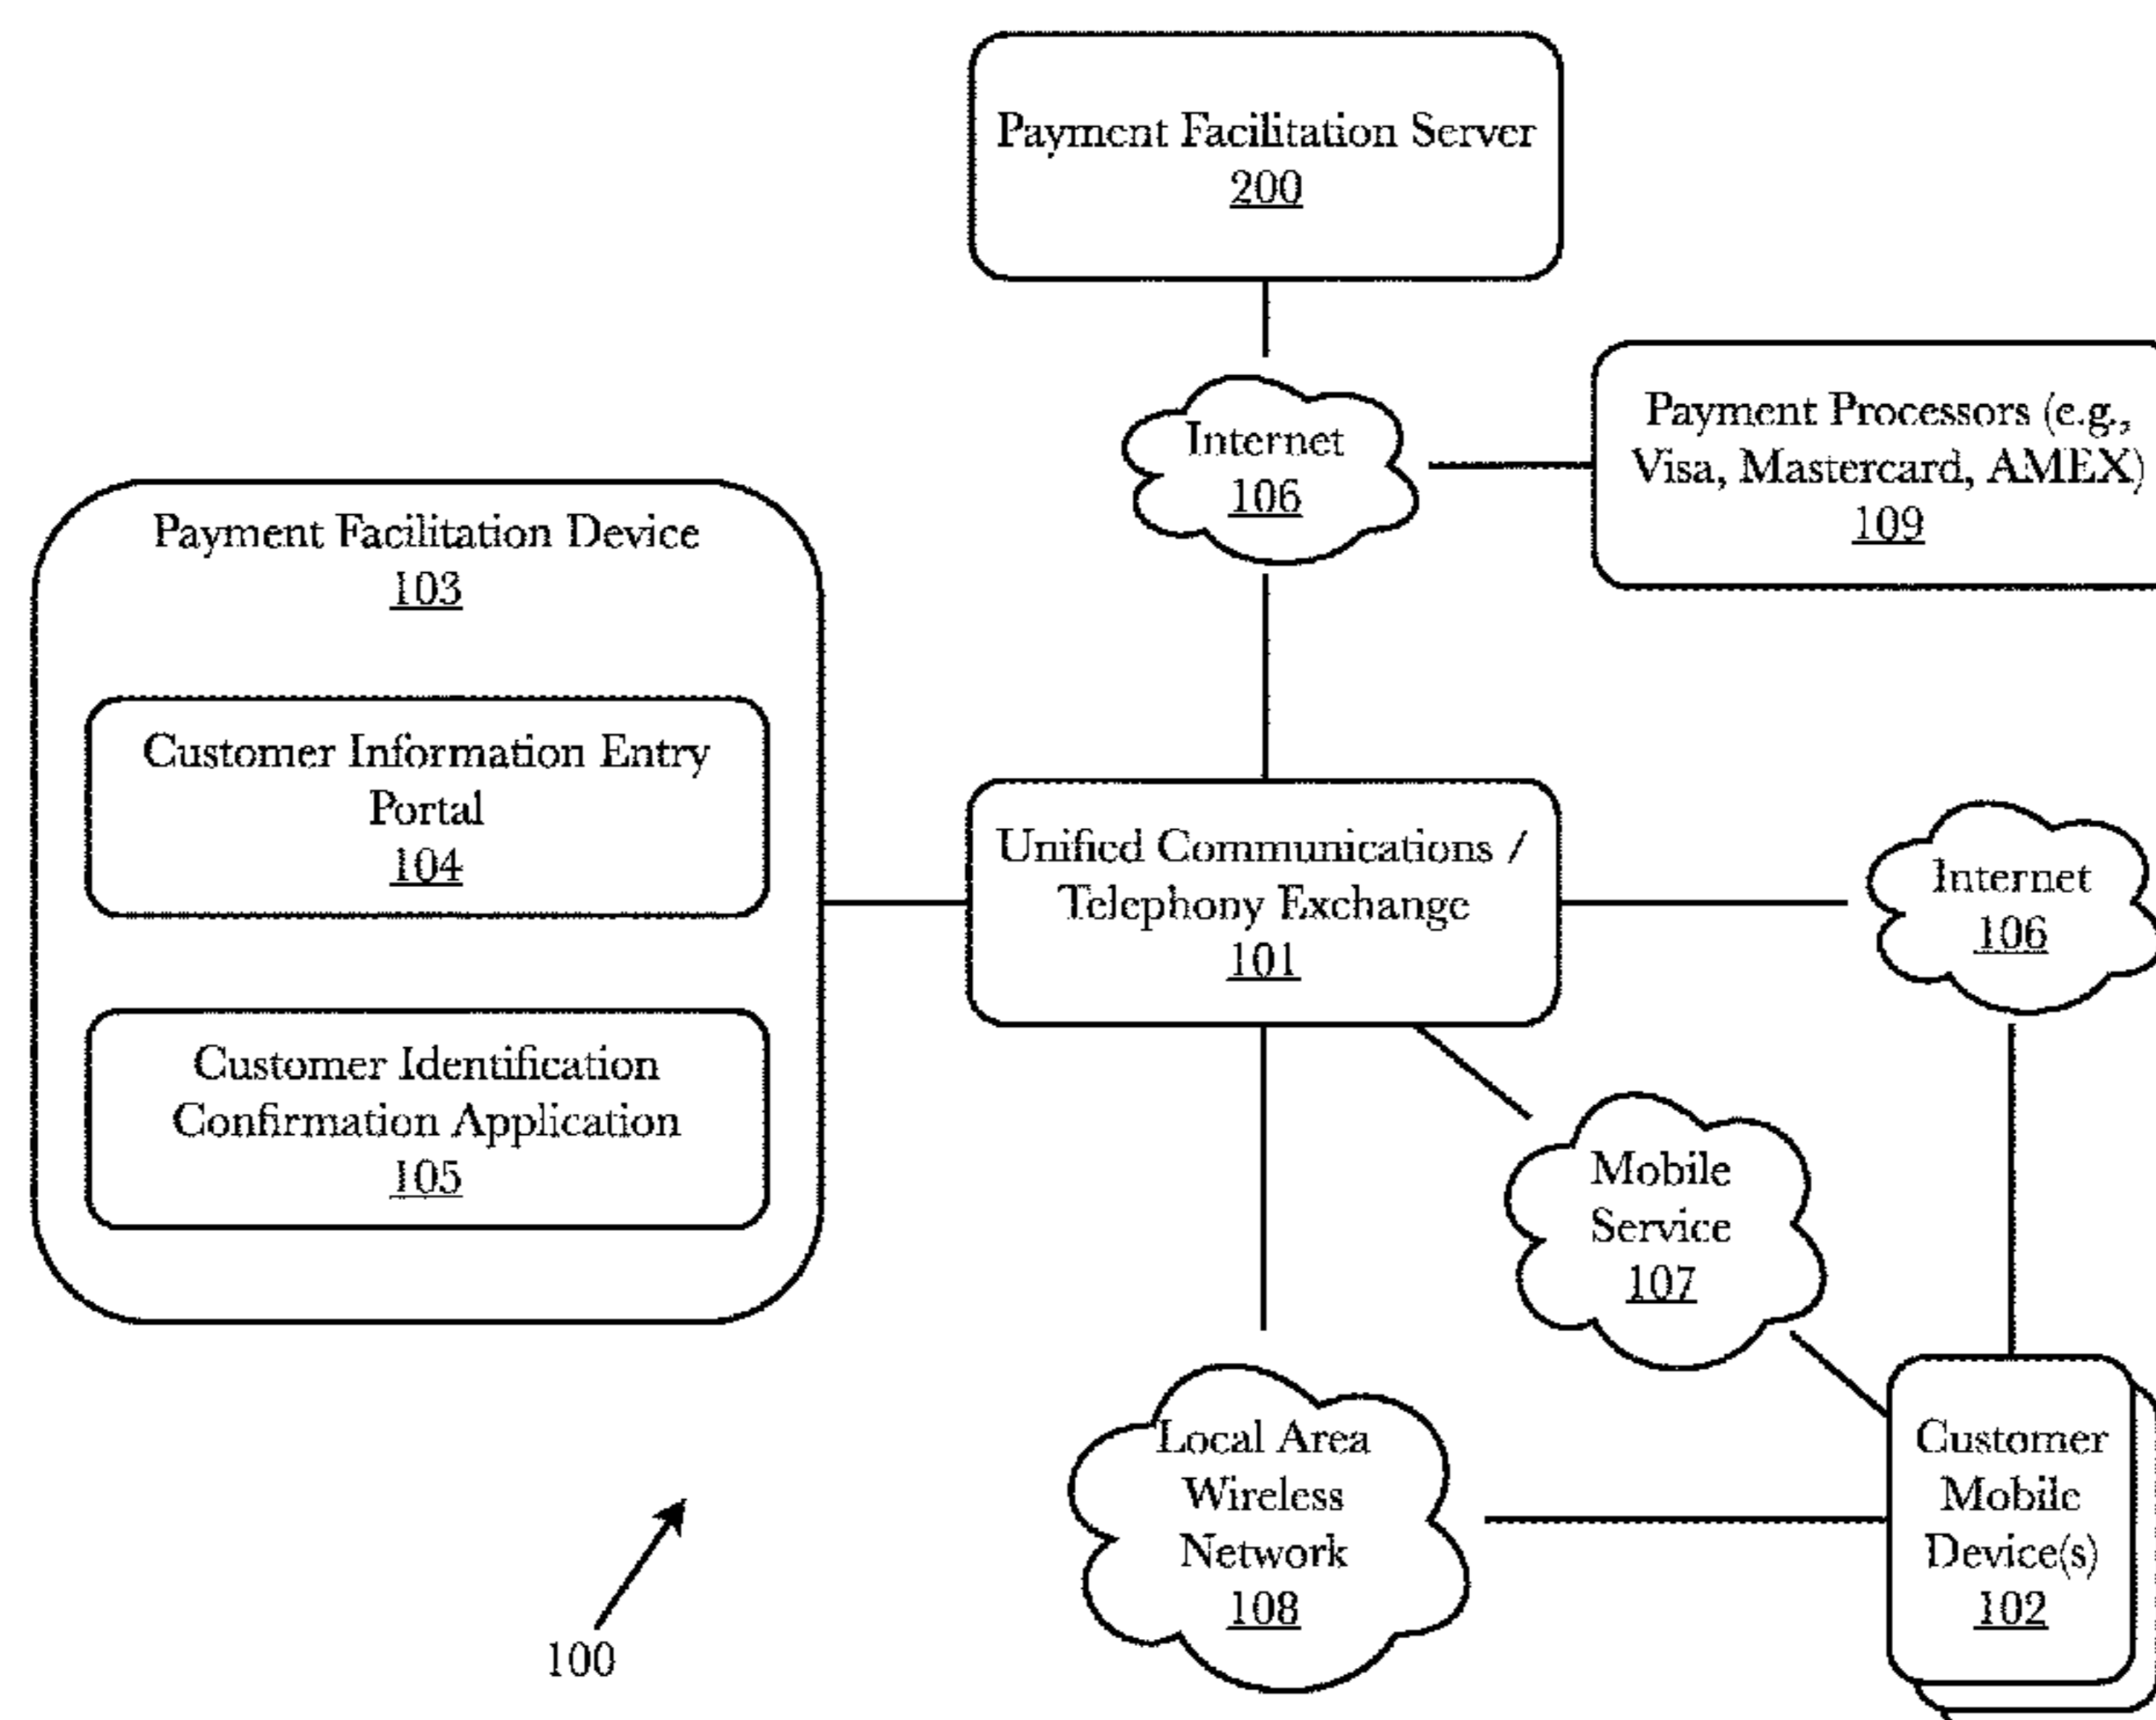 Payment Facilitation Server
200
Internet
106
Payment Processors (e.g.,
Visa, Mastercard, AMEX)
109
Payment Facilitation Device
103
Customer Information Entry
Portal
104
Customer Identification
Confirmation Application
105
Unified Communications /
Telephony Exchange
101
Internet
106
Mobile
Service
107
Local Area
Wireless
Network
108
Customer
Mobile
Device(s)
102
100